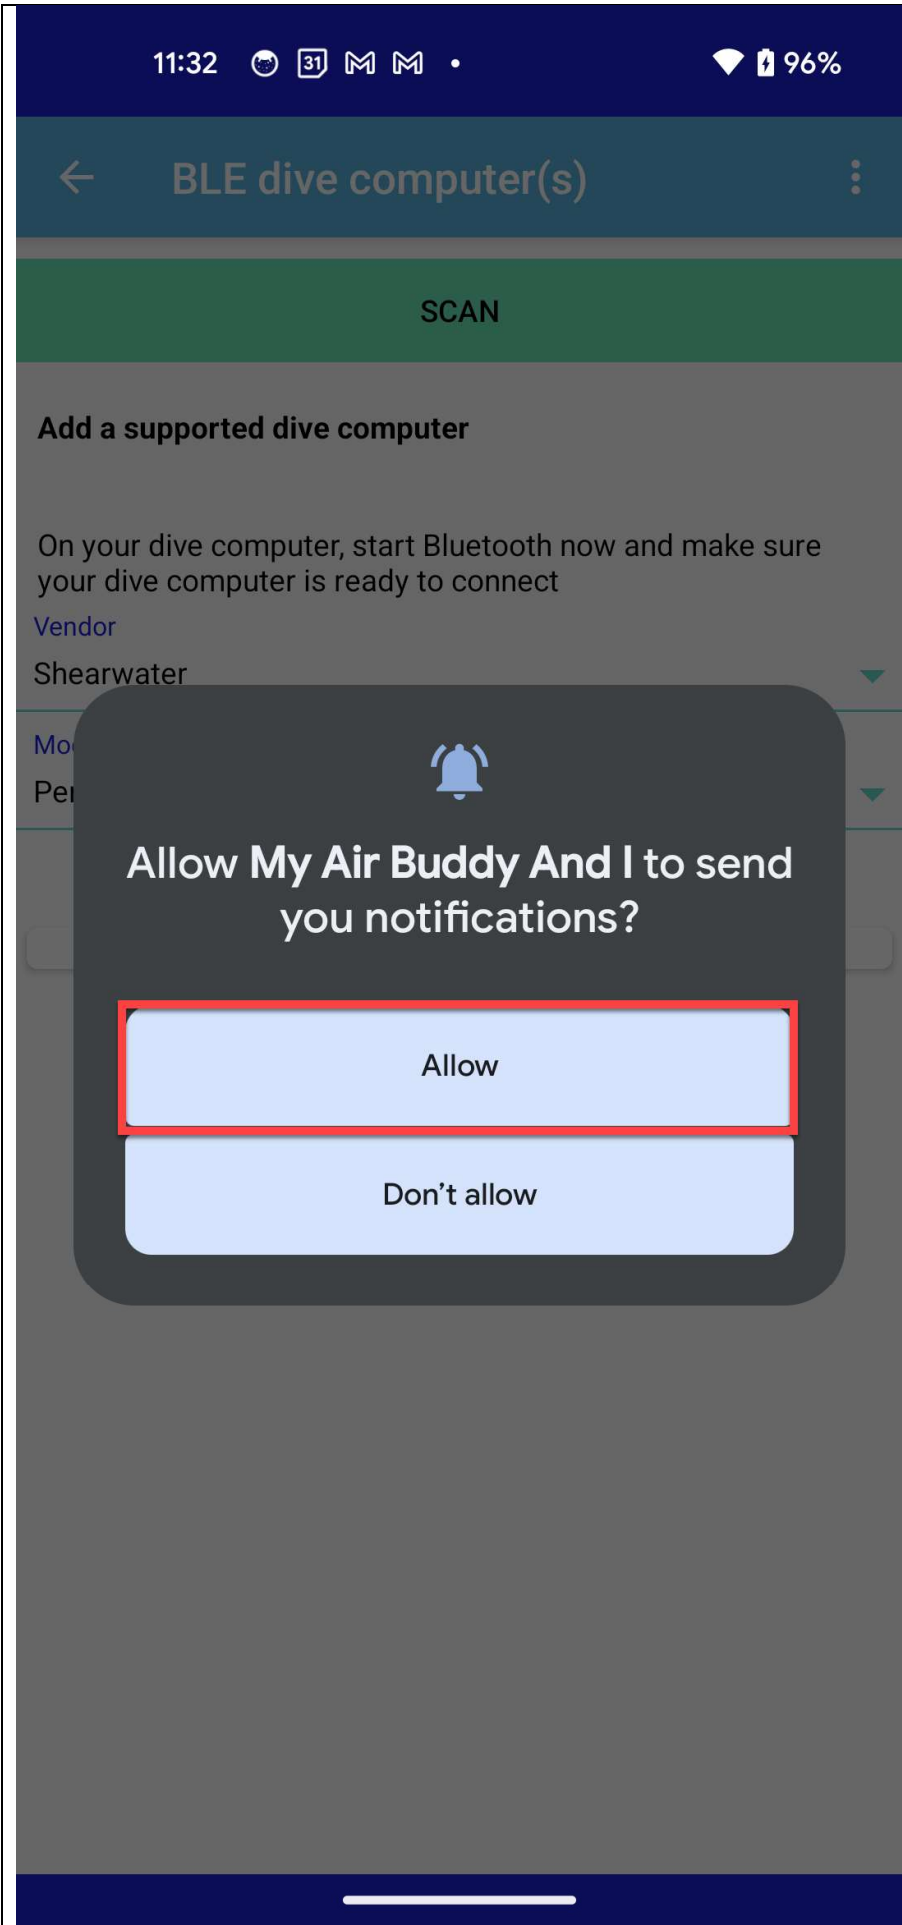 11:32 31 96%
BLE dive computer(s)
SCAN
Add a supported dive computer
On your dive computer, start Bluetooth now and make sure
your dive computer is ready to connect
Vendor
Shearwater
Allow My Air Buddy And I to send
you notifications?
Allow
Don’t allow